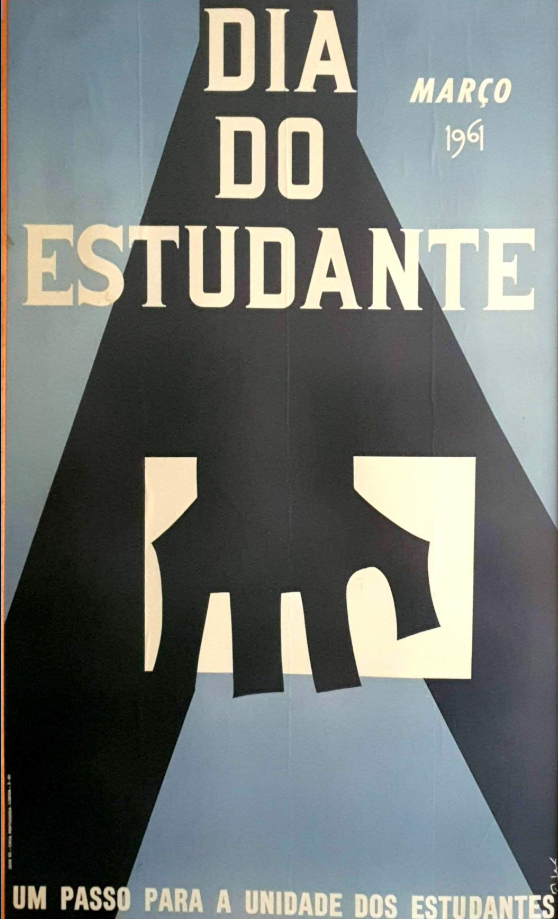 DIA
DO
ESTUDANTE
MARÇO
1961
UM PASSO PARA A UNIDADE DOS ESTUDANTES